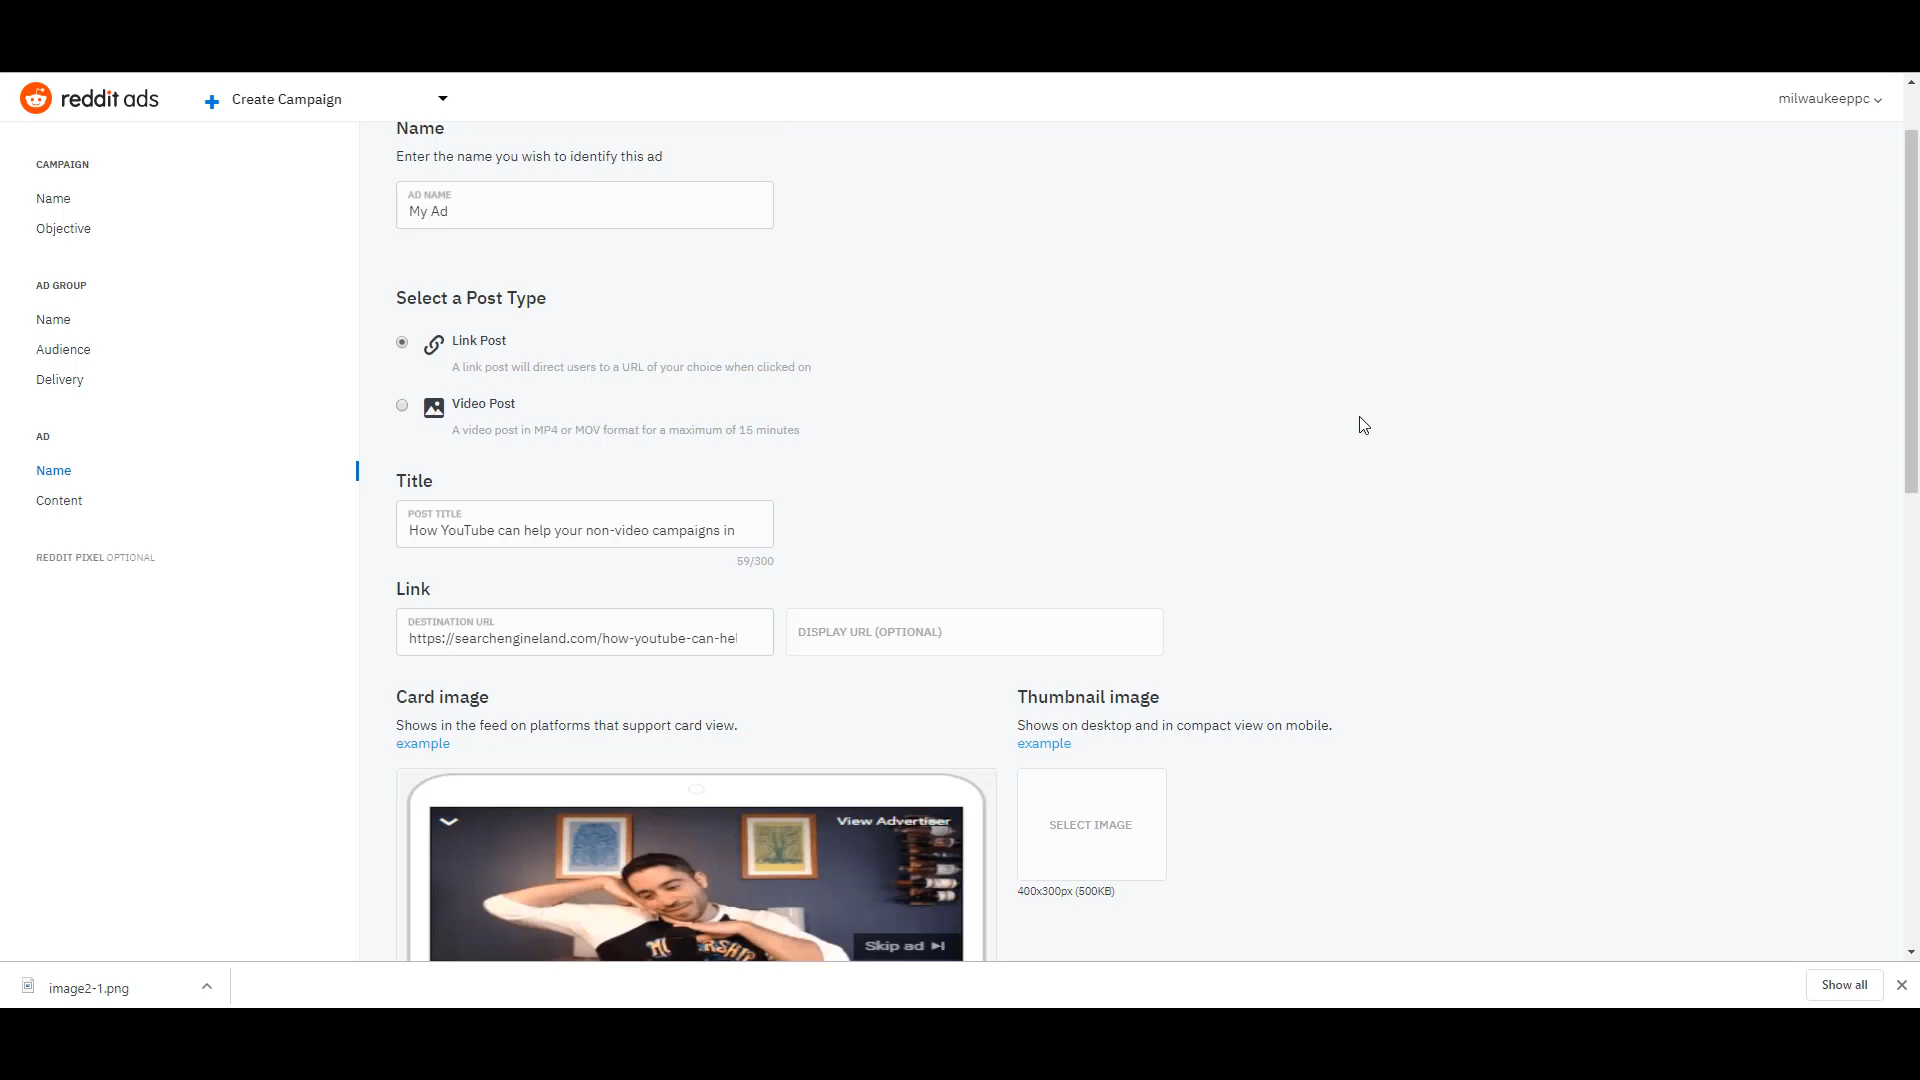 reddit ads
Create Campaign
milwaukeeppc
CAMPAIGN
Name
Objective
AD GROUP
Name
Audience
Delivery
AD
Name
Content
REDDIT PIXEL OPTIONAL
Name
Enter the name you wish to identify this ad
AD NAME
My Ad
Select a Post Type
Link Post
A link post will direct users to a URL of your choice when clicked on
Video Post
A video post in MP4 or MOV format for a maximum of 15 minutes
Title
POST TITLE
How YouTube can help your non-video campaigns in
59/300
Link
DESTINATION URL
https://searchengineland.com/how-youtube-can-hel
DISPLAY URL (OPTIONAL)
Card image
Shows in the feed on platforms that support card view.
example
Thumbnail image
Shows on desktop and in compact view on mobile.
example
View Advertiser
Skip ad
SELECT IMAGE
400x300px (500KB)
image2-1.png
Show all